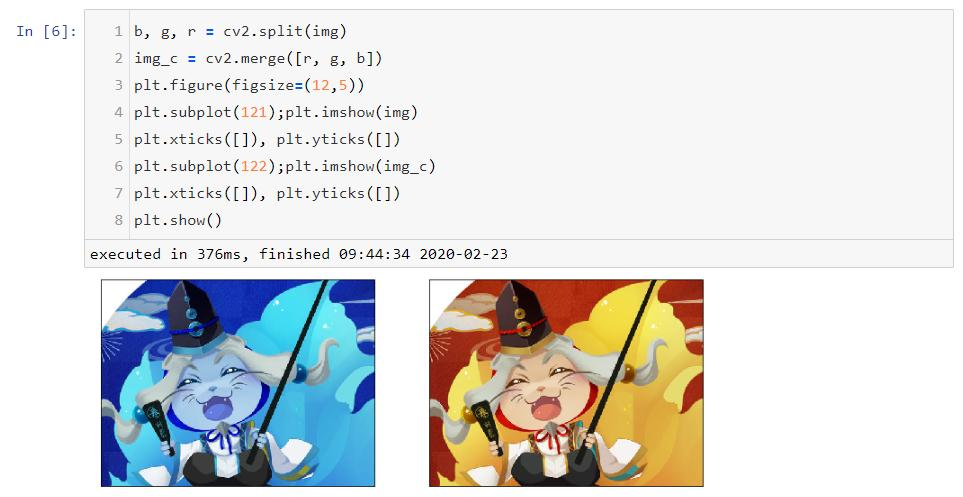 In [6]:
1 b, g, r = cv2.split(img)
2 img_c = cv2.merge([r, g, b])
3 plt.figure(figsize=(12,5))
4 plt.subplot(121);plt.imshow(img)
5 plt.xticks([]), plt.yticks([])
6 plt.subplot(122);plt.imshow(img_c)
7 plt.xticks([]), plt.yticks([])
8 plt.show()
executed in 376ms, finished 09:44:34 2020-02-23